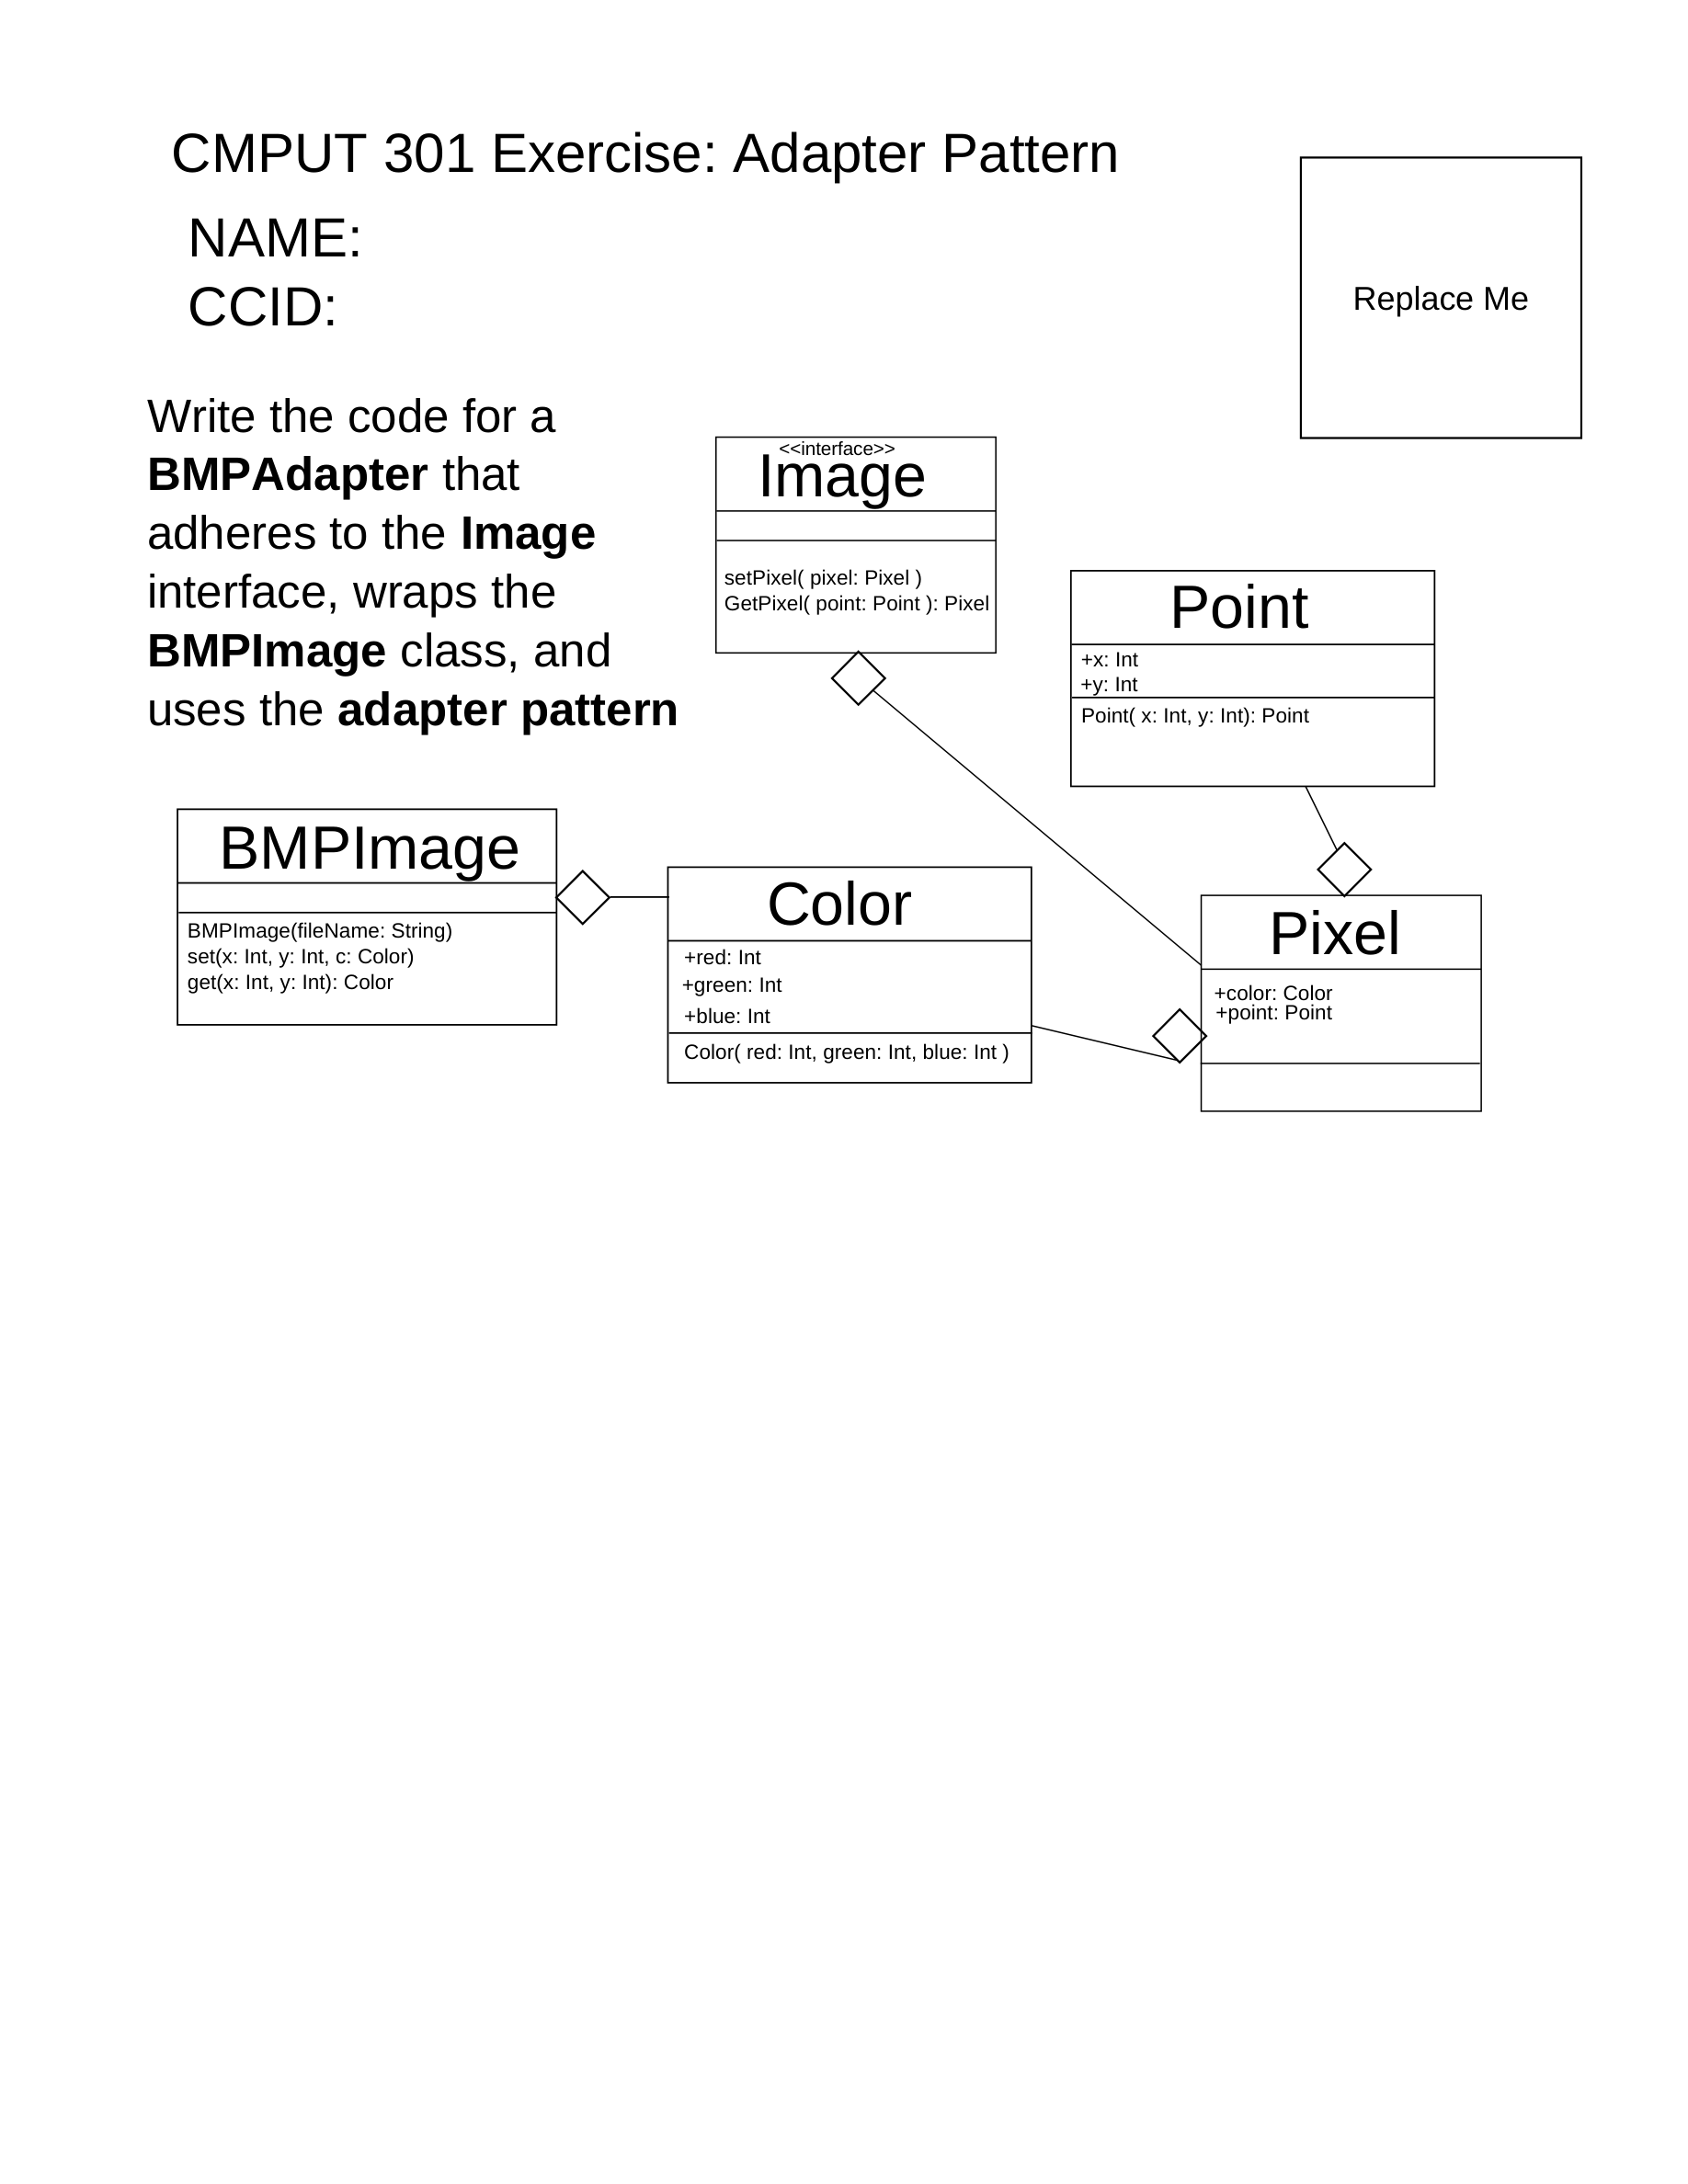 CMPUT 301 Exercise: Adapter Pattern
NAME:
CCID:
Replace Me
Write the code for a
BMPAdapter that
adheres to the Image
interface, wraps the
BMPImage class, and
uses the adapter pattern
<<interface>>
Image
setPixel( pixel: Pixel )
GetPixel( point: Point ): Pixel
Point
+x: Int
+y: Int
Point( x: Int, y: Int): Point
BMPImage
BMPImage(fileName: String)
set(x: Int, y: Int, c: Color)
get(x: Int, y: Int): Color
Color
+red: Int
+green: Int
+blue: Int
Color( red: Int, green: Int, blue: Int )
Pixel
+color: Color
+point: Point